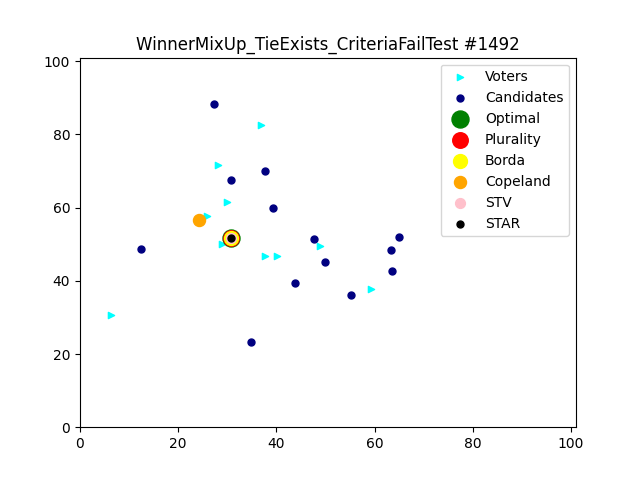 WinnerMixUp_TieExists_CriteriaFailTest #1492
100
80
60
40
20
0
0
20
40
60
80
100
Voters
Candidates
Optimal
Plurality
Borda
Copeland
STV
STAR